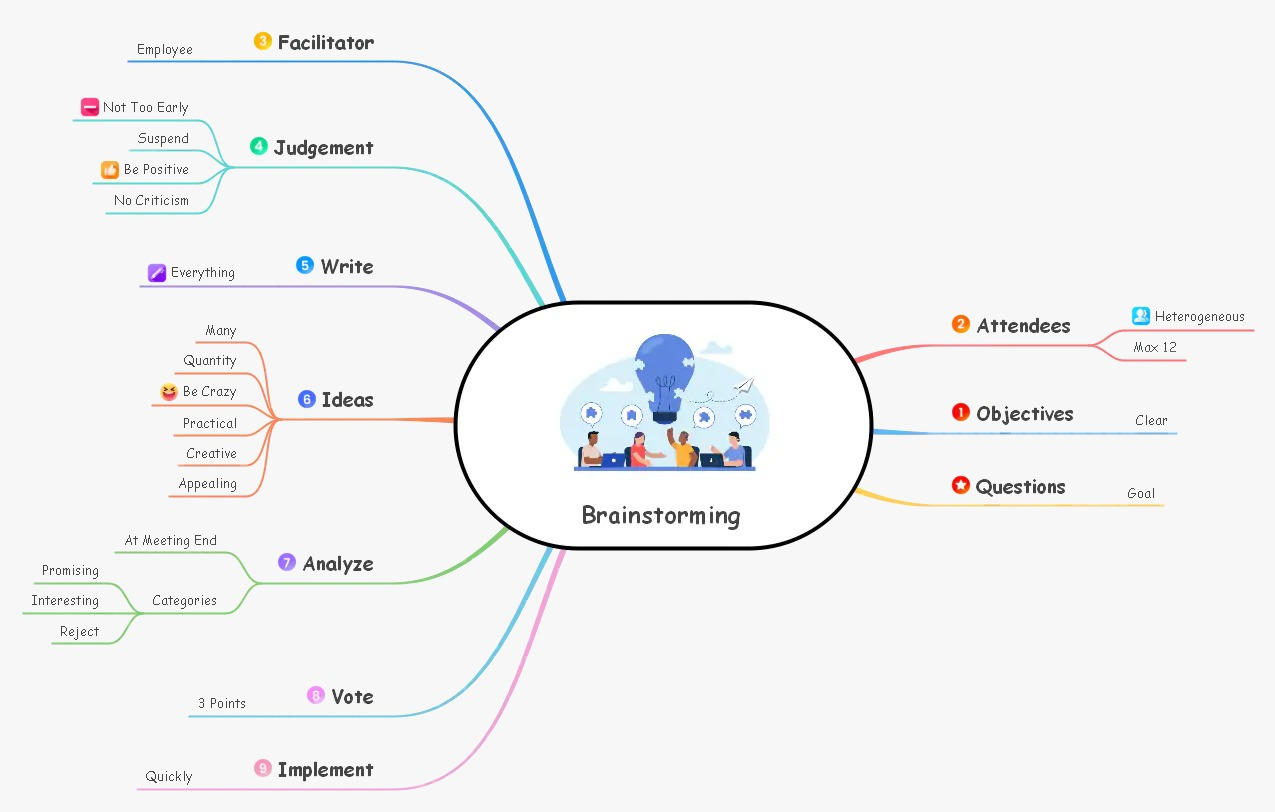 Brainstorming
1 Objectives
Clear
2 Attendees
Heterogeneous
Max 12
Questions
Goal
3 Facilitator
Employee
4 Judgement
Not Too Early
Suspend
Be Positive
No Criticism
5 Write
Everything
6 Ideas
Many
Quantity
Be Crazy
Practical
Creative
Appealing
7 Analyze
At Meeting End
Categories
Promising
Interesting
Reject
8 Vote
3 Points
9 Implement
Quickly